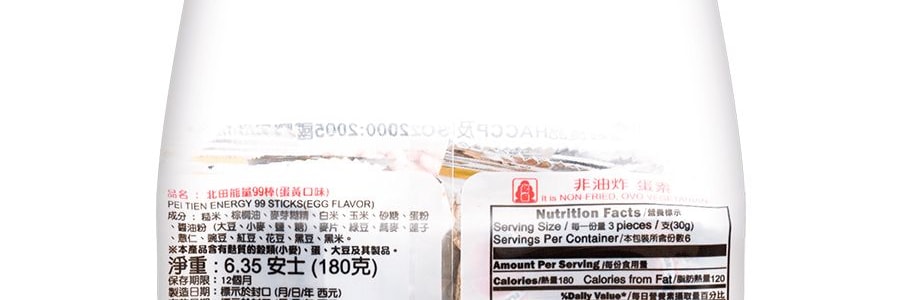 品名：北田能量99棒(蛋黃口味)
PEI TIEN ENERGY 99 STICKS(EGG FLAVOR)
成分：糙米、棕櫚油、麥芽糊精、白米、玉米、砂糖、蛋粉
、醬油粉（大豆、小麥、鹽、糖）、麥片、綠豆、蕎麥、蓮子
、薏仁、豌豆、紅豆、花豆、黑豆、黑米。
※本產品含有麩質的穀類(小麥)、蛋、大豆及其製品。
淨重：6.35 安士 (180克)
保存期限：12個月
製造日期：標示於封口 (月/日/年 西元)
非油炸 蛋素
It is NON-FRIED, OVO VEGETARIAN
Nutrition Facts/營養標示
Serving Size / 每一份量 3 pieces / 支(30g)
Servings Per Container/本包裝所含份數6
Amount Per Serving/每份食用量
Calories/熱量180 Calories from Fat/脂肪熱量120
%Daily Value*/每日營養素攝取量百分比